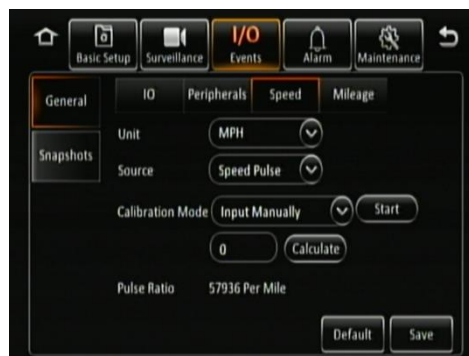 Basic Setup Surveillance I/O Events Alarm Maintenance
General IO Peripherals Speed Mileage
Snapshots
Unit MPH
Source Speed Pulse
Calibration Mode Input Manually Start
0 Calculate
Pulse Ratio 57936 Per Mile
Default Save